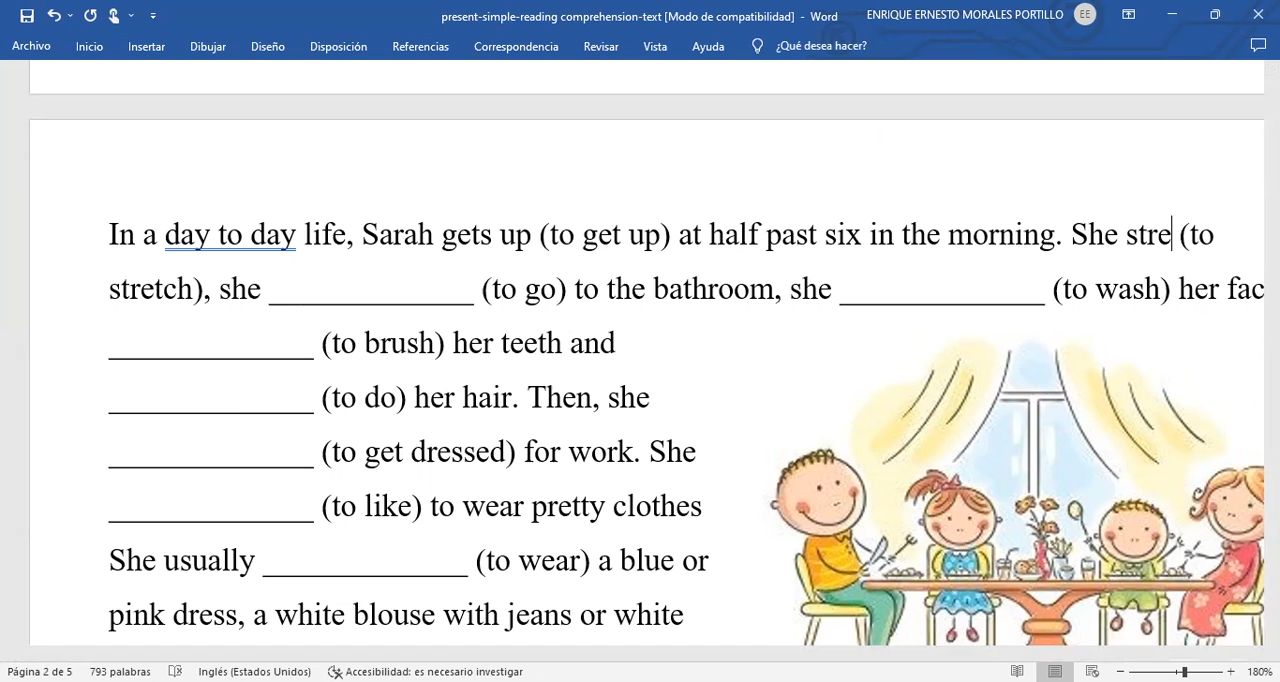 present-simple-reading comprehension-text [Modo de compatibilidad] - Word
ENRIQUE ERNESTO MORALES PORTILLO EE
Archivo Inicio Insertar Dibujar Diseño Disposición Referencias Correspondencia Revisar Vista Ayuda ¿Qué desea hacer?
In a day to day life, Sarah gets up (to get up) at half past six in the morning. She stre (to
stretch), she ______________ (to go) to the bathroom, she ______________ (to wash) her fac
______________ (to brush) her teeth and
______________ (to do) her hair. Then, she
______________ (to get dressed) for work. She
______________ (to like) to wear pretty clothes
She usually ______________ (to wear) a blue or
pink dress, a white blouse with jeans or white
Página 2 de 5 793 palabras Inglés (Estados Unidos) Accesibilidad: es necesario investigar 180%